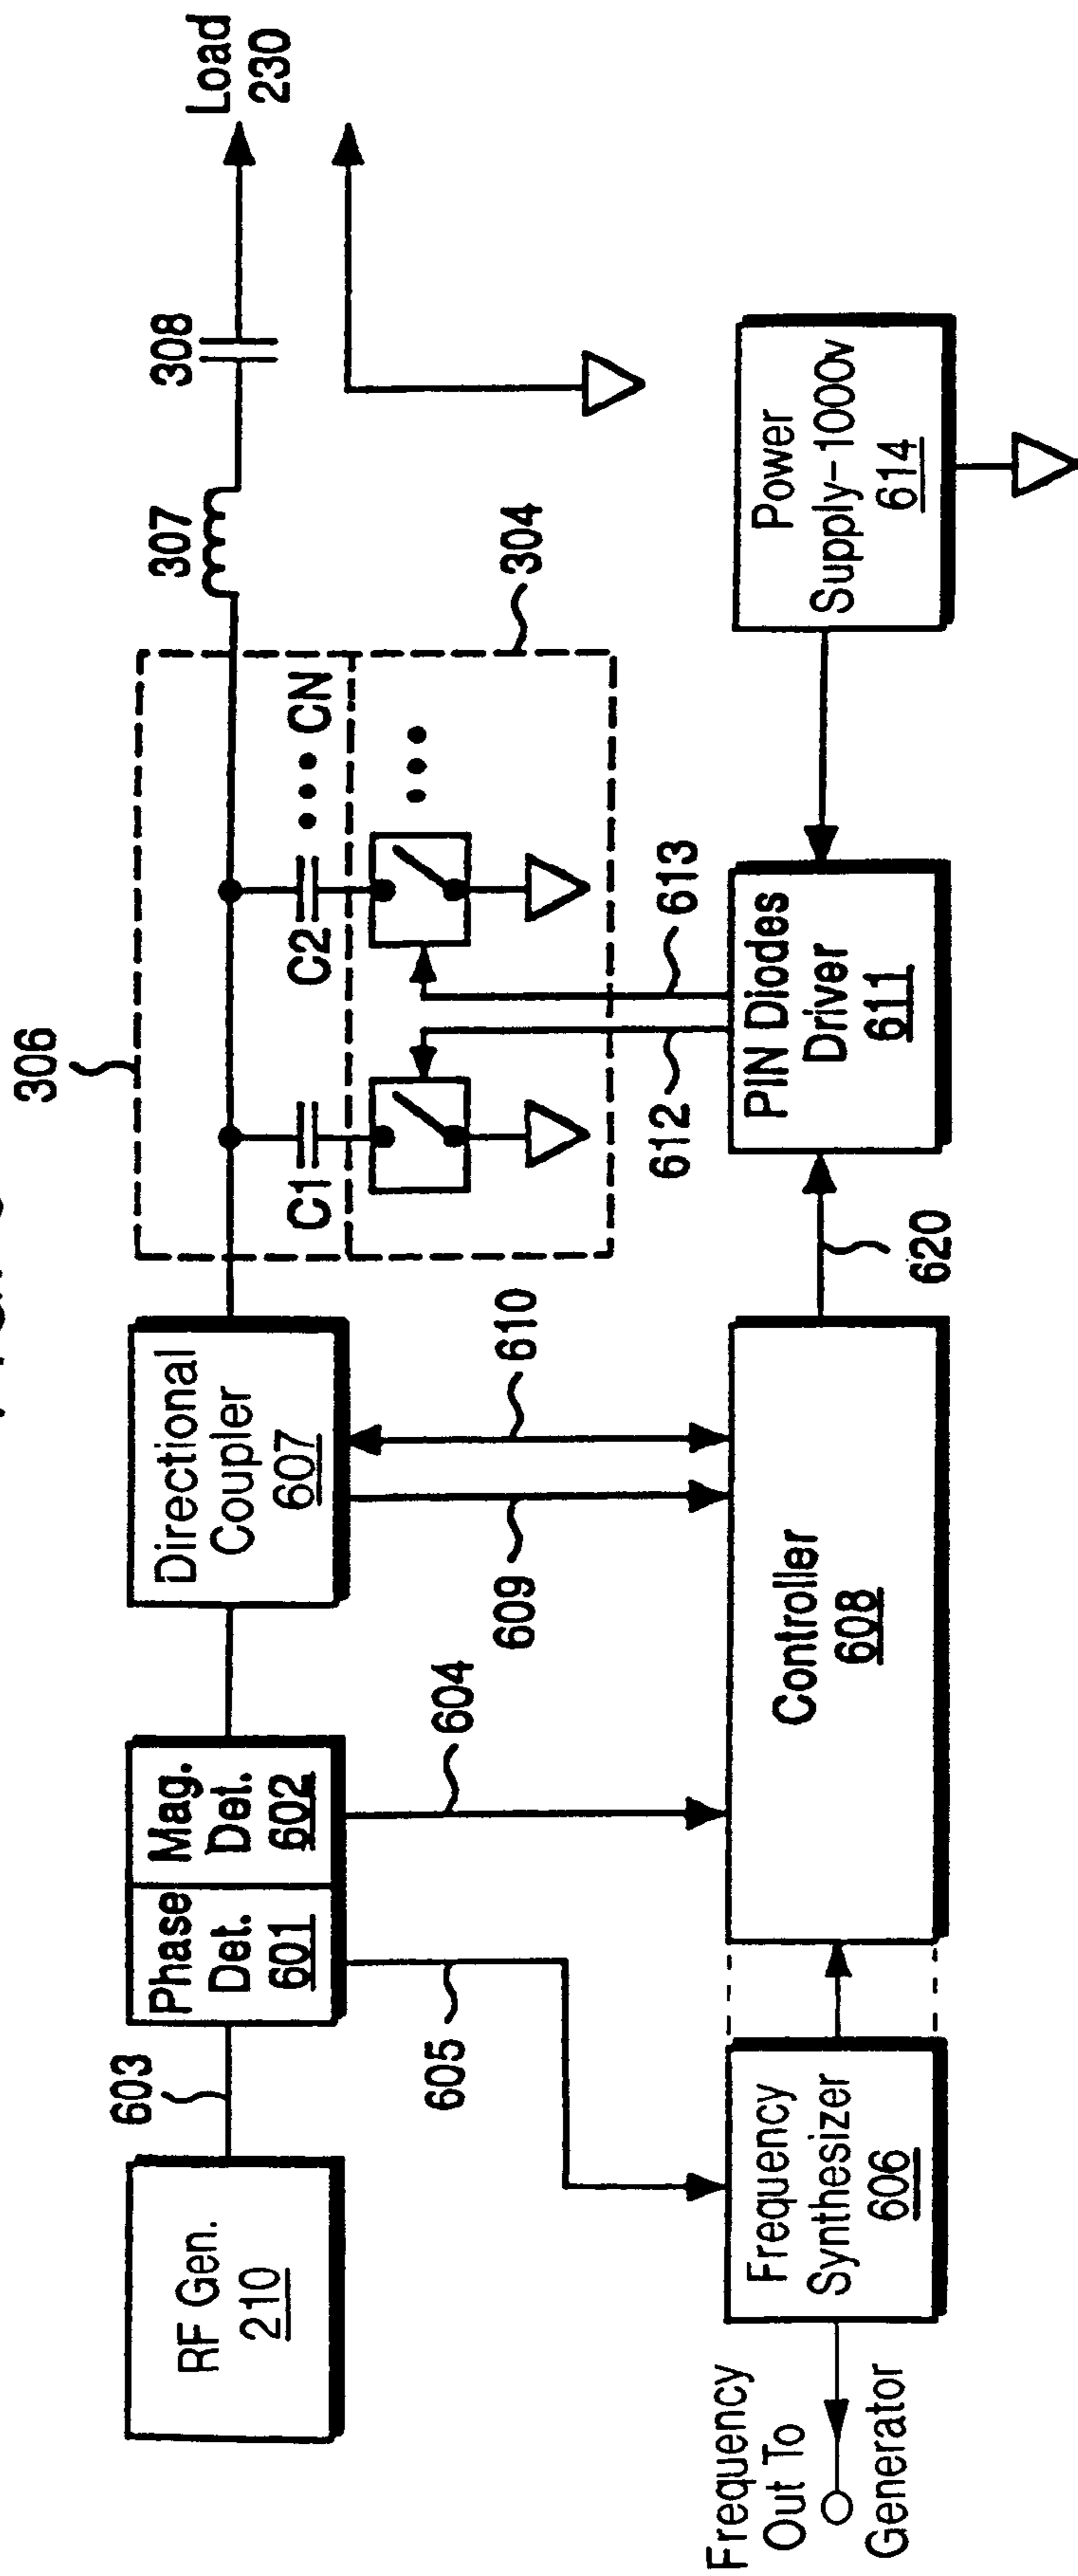 306
Load
230
308
307
C1
C2
CN
304
RF Gen.
210
603
Phase
Det.
601
Mag.
Det.
602
Directional
Coupler
607
605
604
609
610
612
613
Frequency
Out To
Generator
Frequency
Synthesizer
606
Controller
608
620
PIN Diodes
Driver
611
Power
Supply-1000v
614